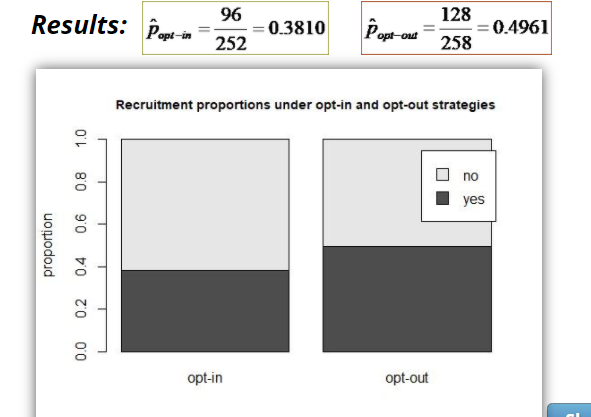 Results: p̂opt-in = 96/252 = 0.3810 p̂opt-out = 128/258 = 0.4961
Recruitment proportions under opt-in and opt-out strategies
proportion
1.0
0.8
0.6
0.4
0.2
0.0
no
yes
opt-in opt-out